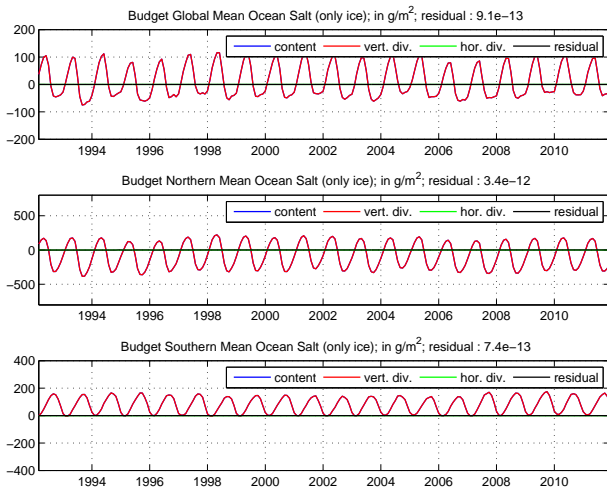 Budget Global Mean Ocean Salt (only ice); in g/m²; residual : 9.1e−13
200
content vert. div. hor. div. residual
100
0
−100
−200
1994 1996 1998 2000 2002 2004 2006 2008 2010
Budget Northern Mean Ocean Salt (only ice); in g/m²; residual : 3.4e−12
content vert. div. hor. div. residual
500
0
−500
1994 1996 1998 2000 2002 2004 2006 2008 2010
Budget Southern Mean Ocean Salt (only ice); in g/m²; residual : 7.4e−13
400
content vert. div. hor. div. residual
200
0
−200
−400
1994 1996 1998 2000 2002 2004 2006 2008 2010